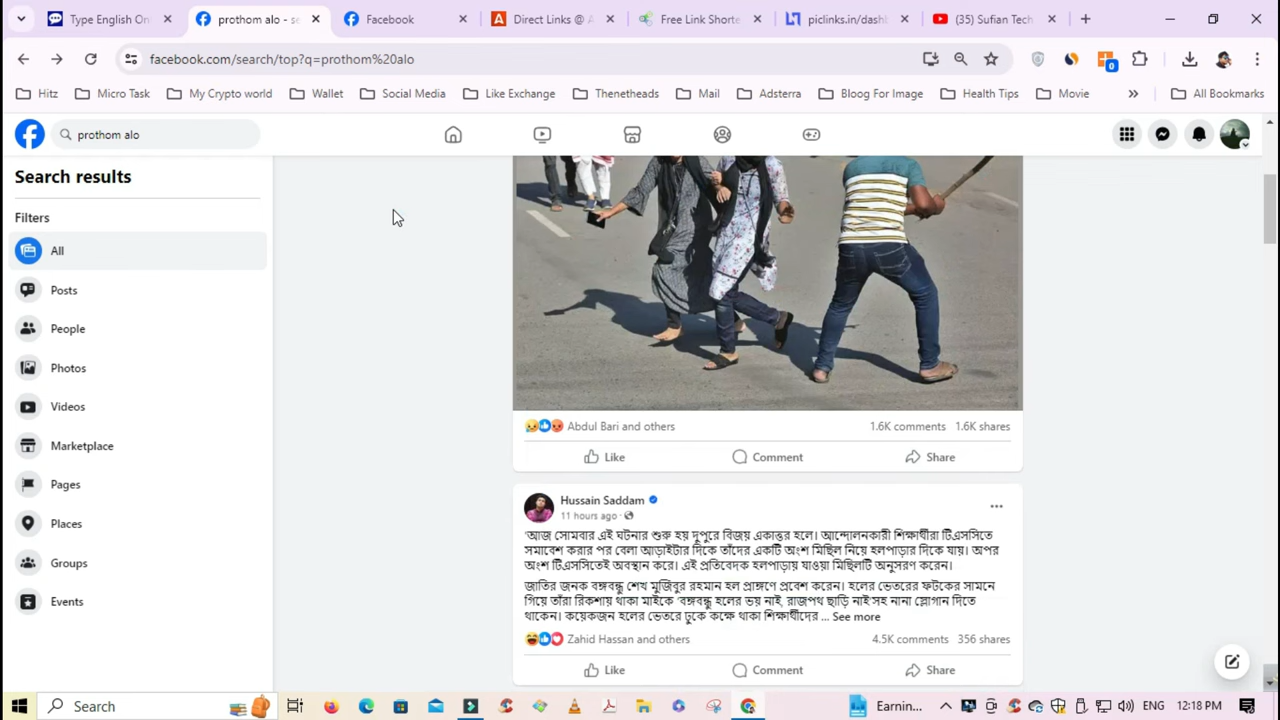 Type English On
prothom alo - se
Facebook
Direct Links @ A
Free Link Shorte
piclinks.in/dashb
(35) Sufian Tech
facebook.com/search/top?q=prothom%20alo
0
Hitz
Micro Task
My Crypto world
Wallet
Social Media
Like Exchange
Thenetheads
Mail
Adsterra
Bloog For Image
Health Tips
Movie
All Bookmarks
prothom alo
Search results
Filters
All
Posts
People
Photos
Videos
Marketplace
Pages
Places
Groups
Events
Abdul Bari and others 1.6K comments 1.6K shares
Like Comment Share
Hussain Saddam
11 hours ago
'আজ সোমবার এই ঘটনার শুরু হয় দুপুরে বিজয় একাত্তর হলে। আন্দোলনকারী শিক্ষার্থীরা টিএসসিতে
সমাবেশ করার পর বেলা আড়াইটার দিকে তাঁদের একটি অংশ মিছিল নিয়ে হলপাড়ার দিকে যায়। অপর
অংশ টিএসসিতেই অবস্থান করে। এই প্রতিবেদক হলপাড়ায় যাওয়া মিছিলটি অনুসরণ করেন।
জাতির জনক বঙ্গবন্ধু শেখ মুজিবুর রহমান হল প্রাঙ্গণে প্রবেশ করেন। হলের ভেতরের ফটকের সামনে
গিয়ে তাঁরা রিকশায় থাকা মাইকে 'বঙ্গবন্ধু হলের ভয় নাই, রাজপথ ছাড়ি নাই'সহ নানা স্লোগান দিতে
থাকেন। কয়েকজন হলের ভেতরে ঢুকে কক্ষে থাকা শিক্ষার্থীদের ... See more
Zahid Hassan and others 4.5K comments 356 shares
Like Comment Share
Search
Earnin...
ENG
12:18 PM